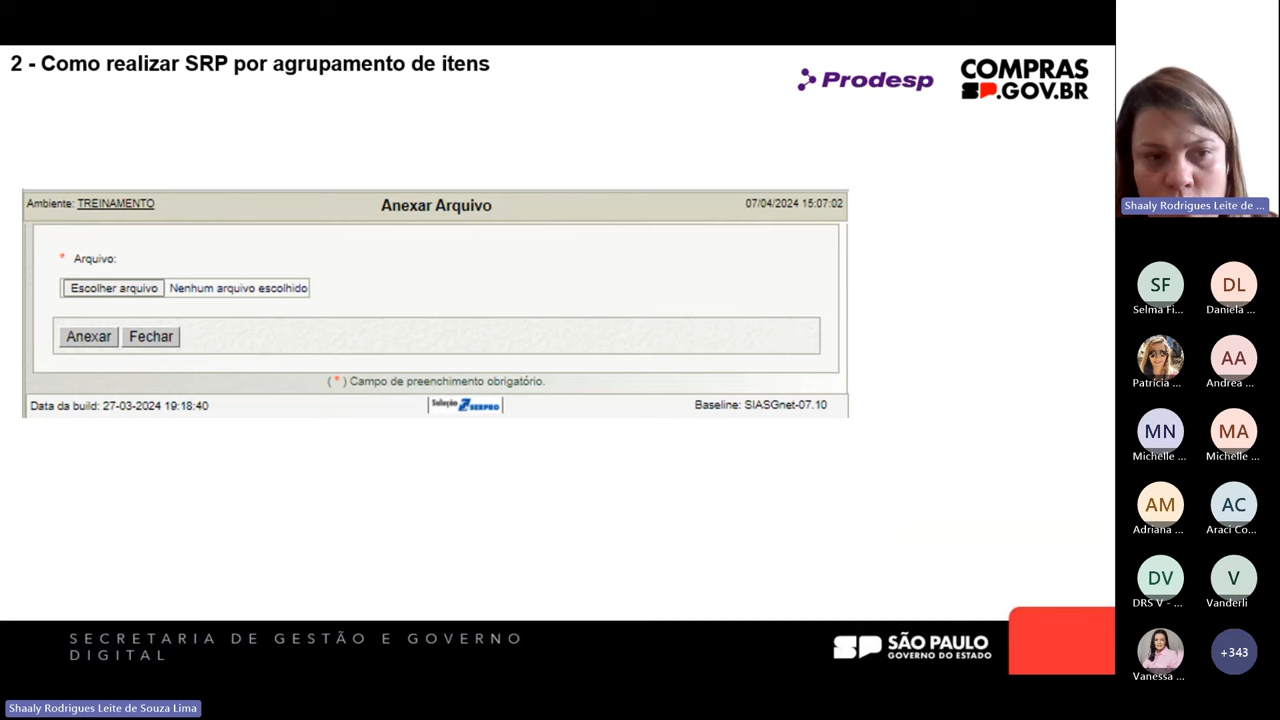 2 - Como realizar SRP por agrupamento de itens
Prodesp
COMPRAS
SP.GOV.BR
Ambiente: TREINAMENTO
Anexar Arquivo
07/04/2024 15:07:02
* Arquivo:
Escolher arquivo Nenhum arquivo escolhido
Anexar Fechar
( * ) Campo de preenchimento obrigatório.
Data da build: 27-03-2024 19:18:40
Solução SERPRO
Baseline: SIASGnet-07.10
SECRETARIA DE GESTÃO E GOVERNO
DIGITAL
SP SÃO PAULO
GOVERNO DO ESTADO
Shaaly Rodrigues Leite de ...
SF DL
Selma Fi... Daniela ...
AA
Patrícia ... Andrea ...
MN MA
Michelle ... Michelle ...
AM AC
Adriana ... Araci Co...
DV V
DRS V - ... Vanderli
+343
Vanessa ...
Shaaly Rodrigues Leite de Souza Lima